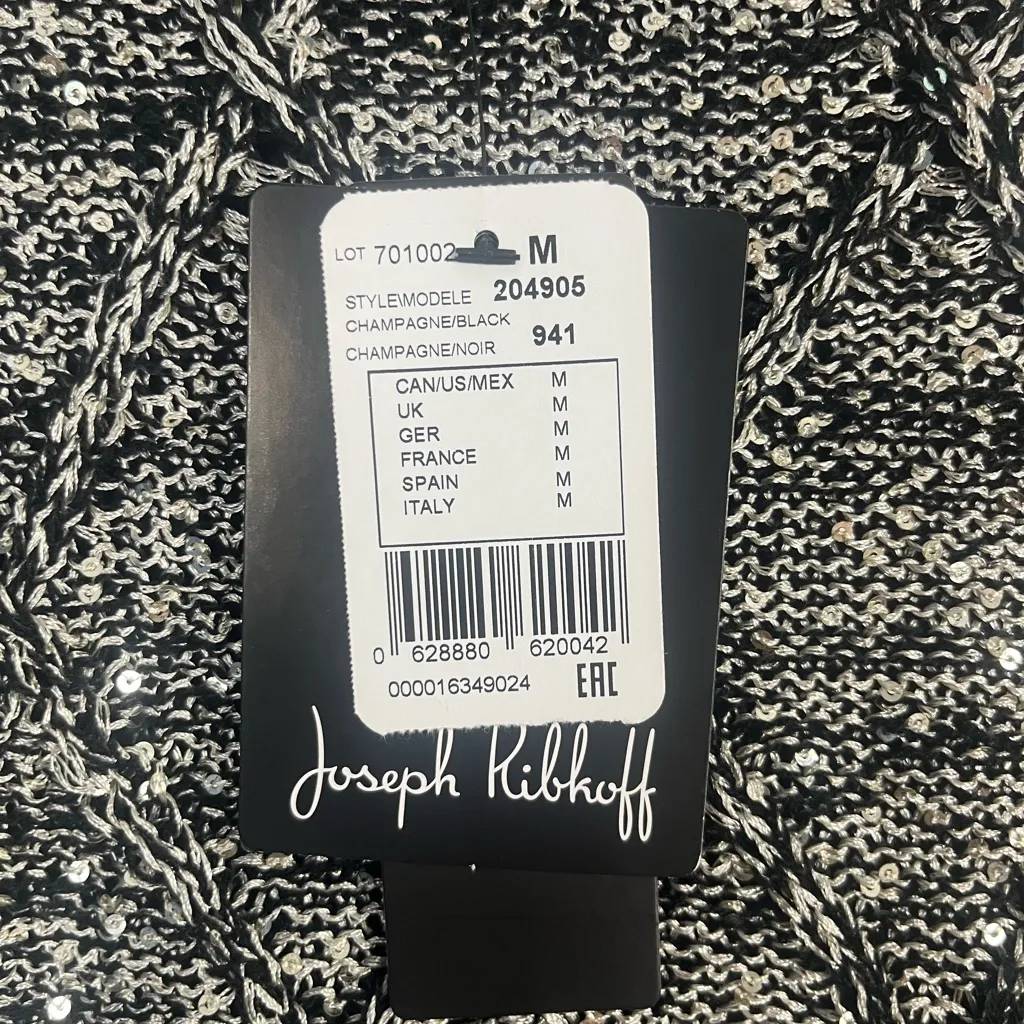 LOT 701002 M
STYLE\MODELE 204905
CHAMPAGNE/BLACK
CHAMPAGNE/NOIR 941
CAN/US/MEX M
UK M
GER M
FRANCE M
SPAIN M
ITALY M
0 628880 620042
000016349024 EAC
Joseph Ribkoff